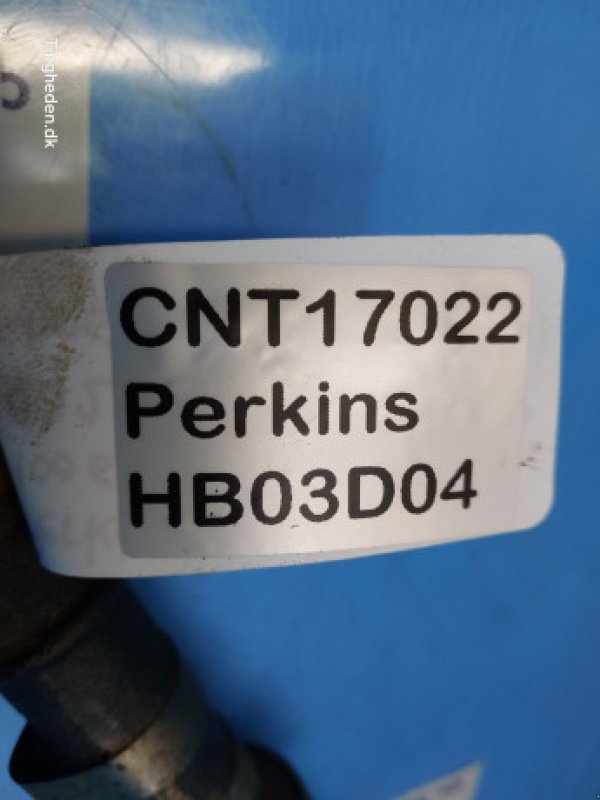 Tingheden.dk
CNT17022
Perkins
HB03D04